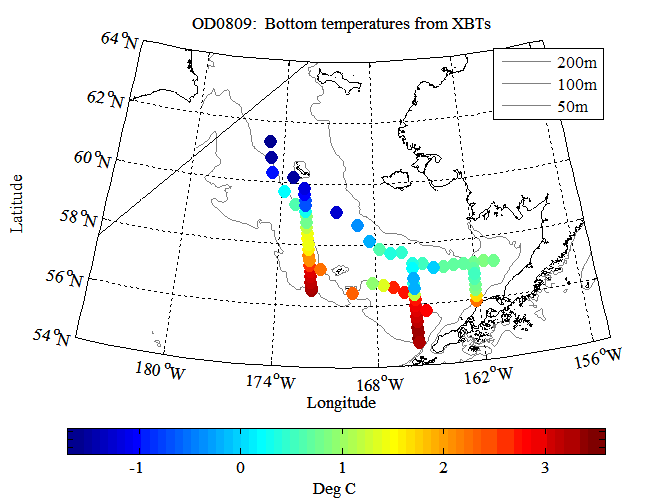 OD0809: Bottom temperatures from XBTs
200m
100m
50m
64°N
62°N
60°N
58°N
56°N
54°N
Latitude
180°W
174°W
168°W
162°W
156°W
Longitude
-1 0 1 2 3
Deg C